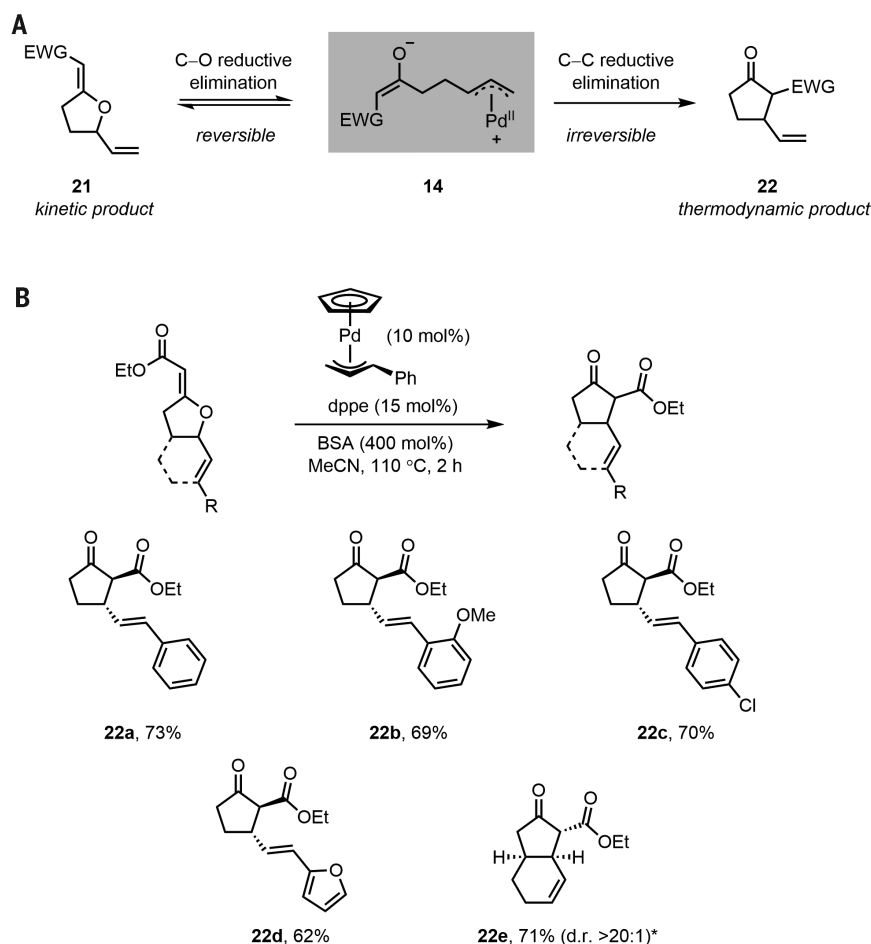 A
EWG
O
C–O reductive
elimination
reversible
O−
EWG
PdII
+
C–C reductive
elimination
irreversible
O
EWG
21
kinetic product
14
22
thermodynamic product
B
O
EtO
O
R
Pd
(10 mol%)
Ph
dppe (15 mol%)
BSA (400 mol%)
MeCN, 110 °C, 2 h
O
O
OEt
R
O
O
OEt
22a, 73%
O
O
OEt
OMe
22b, 69%
O
O
OEt
Cl
22c, 70%
O
O
OEt
O
22d, 62%
O
O
OEt
H
H
22e, 71% (d.r. >20:1)*